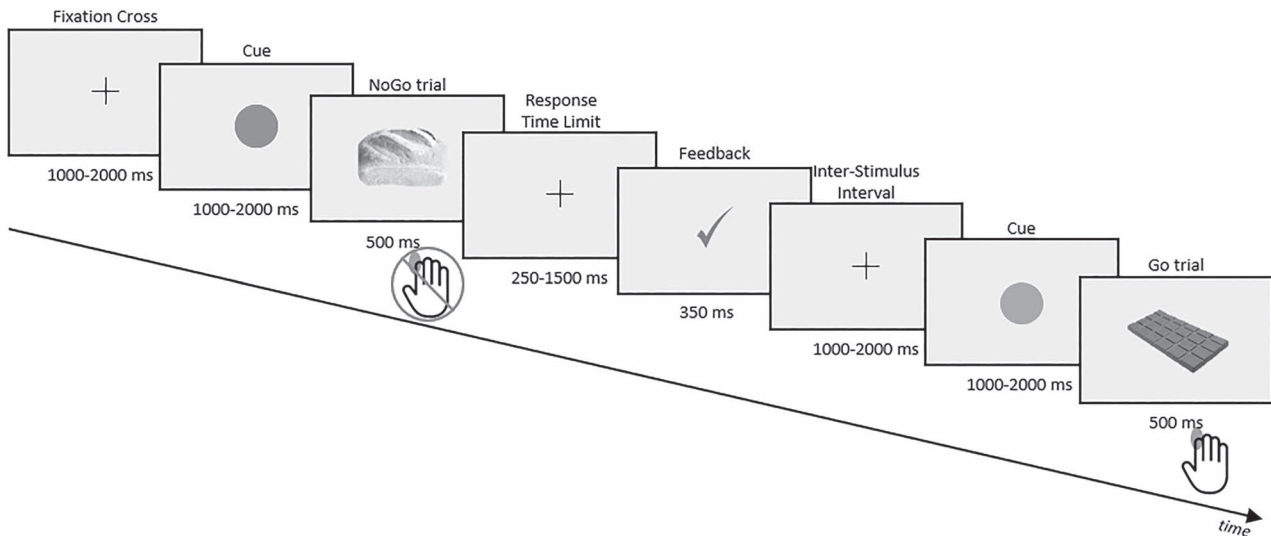 Fixation Cross
1000-2000 ms
Cue
1000-2000 ms
NoGo trial
500 ms
Response
Time Limit
250-1500 ms
Feedback
350 ms
Inter-Stimulus
Interval
1000-2000 ms
Cue
1000-2000 ms
Go trial
500 ms
time